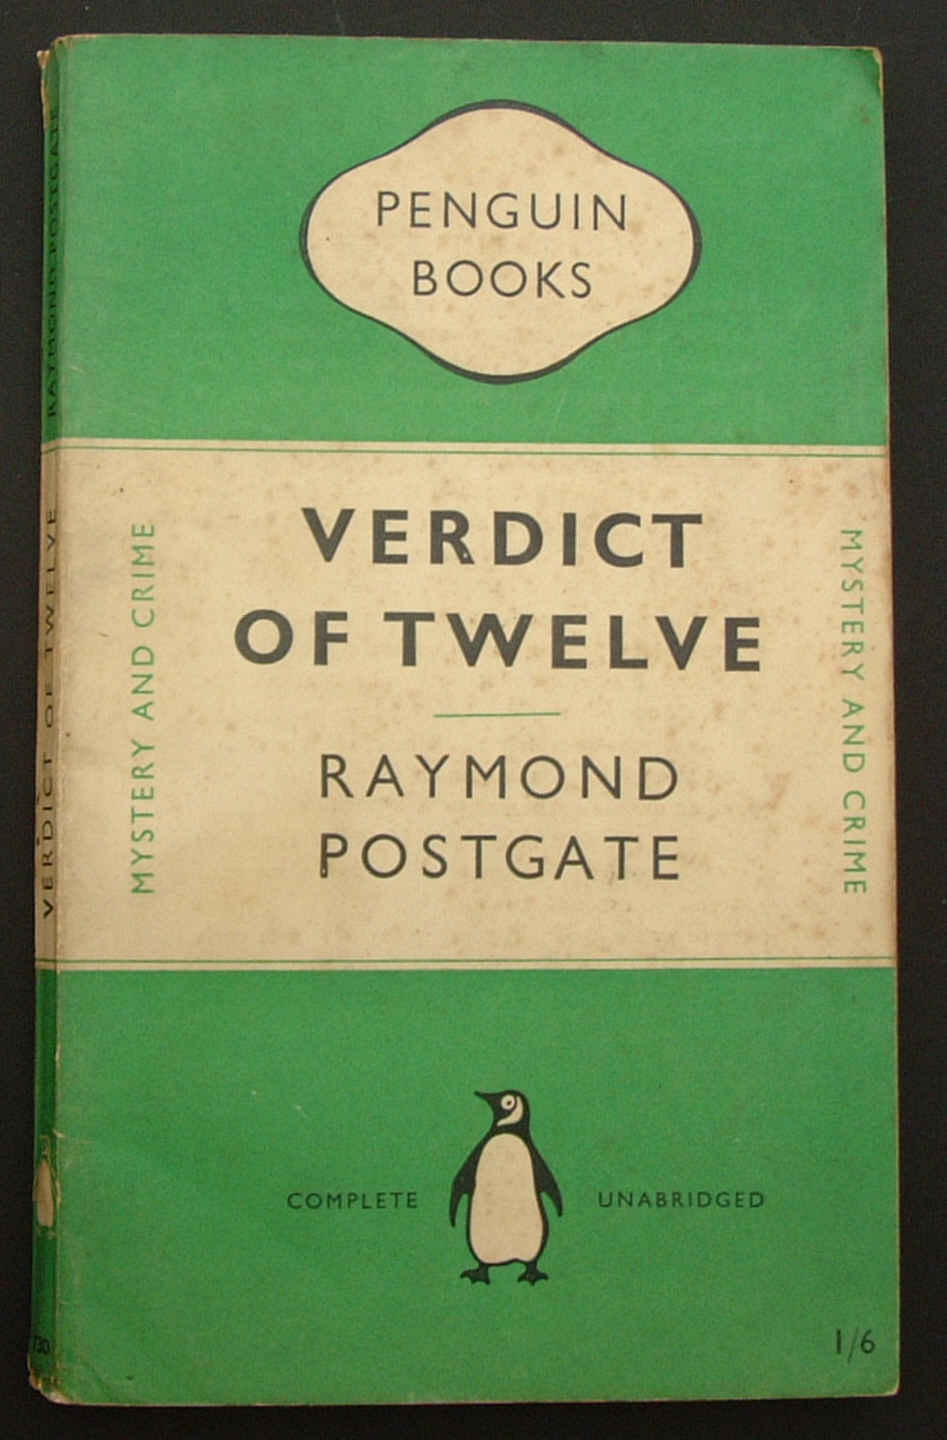 PENGUIN
BOOKS
VERDICT
OF TWELVE
RAYMOND
POSTGATE
MYSTERY AND CRIME
MYSTERY AND CRIME
COMPLETE
UNABRIDGED
1/6
RAYMOND POSTGATE
VERDICT OF TWELVE
730